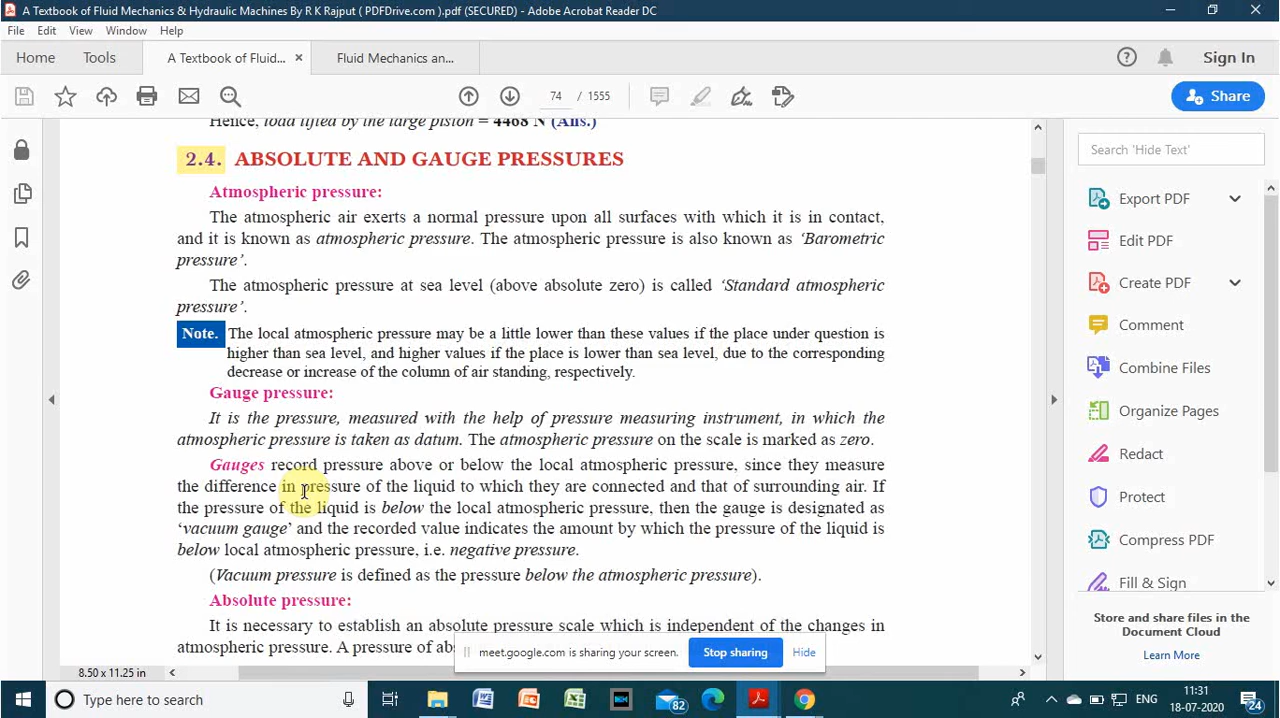 A Textbook of Fluid Mechanics & Hydraulic Machines By R K Rajput ( PDFDrive.com ).pdf (SECURED) - Adobe Acrobat Reader DC
File Edit View Window Help
Home Tools A Textbook of Fluid... × Fluid Mechanics an... Sign In
74 / 1555 Share
Hence, load lifted by the large piston = 4468 N (Ans.)
2.4. ABSOLUTE AND GAUGE PRESSURES
Atmospheric pressure:
The atmospheric air exerts a normal pressure upon all surfaces with which it is in contact,
and it is known as atmospheric pressure. The atmospheric pressure is also known as ‘Barometric
pressure’.
The atmospheric pressure at sea level (above absolute zero) is called ‘Standard atmospheric
pressure’.
Note. The local atmospheric pressure may be a little lower than these values if the place under question is
higher than sea level, and higher values if the place is lower than sea level, due to the corresponding
decrease or increase of the column of air standing, respectively.
Gauge pressure:
It is the pressure, measured with the help of pressure measuring instrument, in which the
atmospheric pressure is taken as datum. The atmospheric pressure on the scale is marked as zero.
Gauges record pressure above or below the local atmospheric pressure, since they measure
the difference in pressure of the liquid to which they are connected and that of surrounding air. If
the pressure of the liquid is below the local atmospheric pressure, then the gauge is designated as
‘vacuum gauge’ and the recorded value indicates the amount by which the pressure of the liquid is
below local atmospheric pressure, i.e. negative pressure.
(Vacuum pressure is defined as the pressure below the atmospheric pressure).
Absolute pressure:
It is necessary to establish an absolute pressure scale which is independent of the changes in
atmospheric pressure. A pressure of abs
8.50 x 11.25 in
meet.google.com is sharing your screen. Stop sharing Hide
Search 'Hide Text'
Export PDF
Edit PDF
Create PDF
Comment
Combine Files
Organize Pages
Redact
Protect
Compress PDF
Fill & Sign
Store and share files in the
Document Cloud
Learn More
Type here to search 82 ENG 11:31
18-07-2020 24